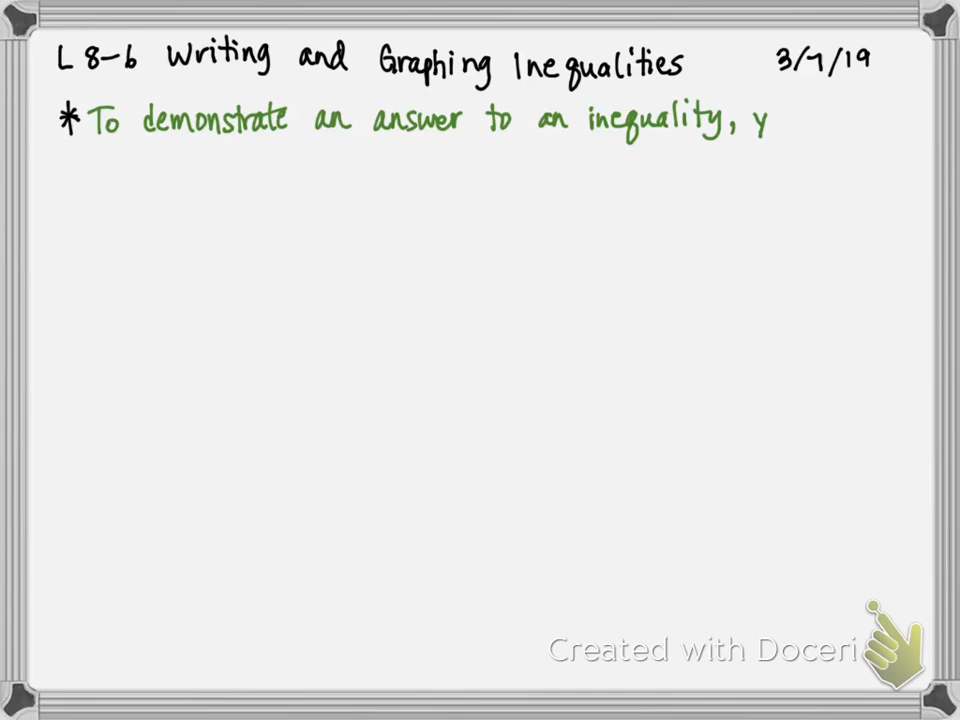 L 8-6 Writing and Graphing Inequalities 3/7/19
* To demonstrate an answer to an inequality, y
Created with Doceri